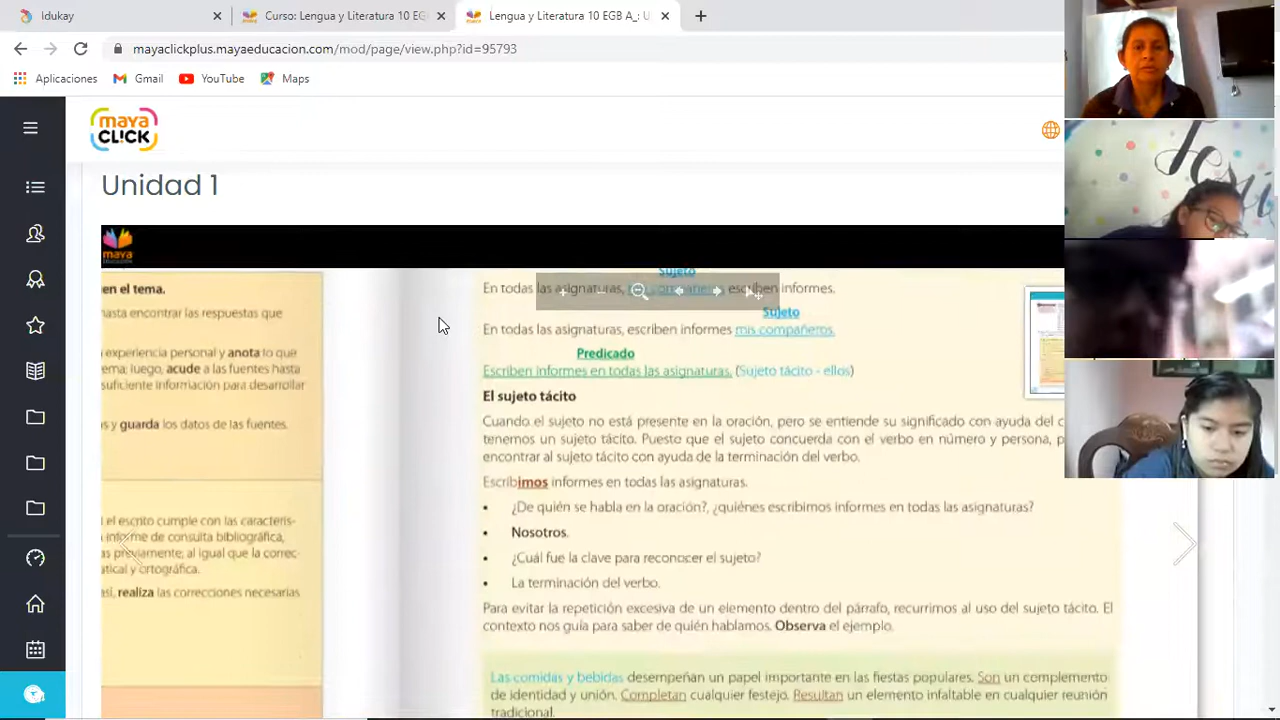 Idukay
Curso: Lengua y Literatura 10 EG
Lengua y Literatura 10 EGB A_: U
mayaclickplus.mayaeducacion.com/mod/page/view.php?id=95793
Aplicaciones
Gmail
YouTube
Maps
maya
CL!CK
Unidad 1
maya
EDUCACIÓN
en el tema.
hasta encontrar las respuestas que
experiencia personal y anota lo que
ema; luego, acude a las fuentes hasta
suficiente información para desarrollar
s y guarda los datos de las fuentes.
el escrito cumple con las caracterís-
informe de consulta bibliográfica,
as previamente; al igual que la correc-
atical y ortográfica.
así, realiza las correcciones necesarias
Sujeto
En todas las asignaturas, escriben informes.
Sujeto
En todas las asignaturas, escriben informes mis compañeros.
Predicado
Escriben informes en todas las asignaturas. (Sujeto tácito - ellos)
El sujeto tácito
Cuando el sujeto no está presente en la oración, pero se entiende su significado con ayuda del c
tenemos un sujeto tácito. Puesto que el sujeto concuerda con el verbo en número y persona, p
encontrar al sujeto tácito con ayuda de la terminación del verbo.
Escribimos informes en todas las asignaturas.
• ¿De quién se habla en la oración?, ¿quiénes escribimos informes en todas las asignaturas?
• Nosotros.
• ¿Cuál fue la clave para reconocer el sujeto?
• La terminación del verbo.
Para evitar la repetición excesiva de un elemento dentro del párrafo, recurrimos al uso del sujeto tácito. El
contexto nos guía para saber de quién hablamos. Observa el ejemplo.
Las comidas y bebidas desempeñan un papel importante en las fiestas populares. Son un complemento
de identidad y unión. Completan cualquier festejo. Resultan un elemento infaltable en cualquier reunión
tradicional.